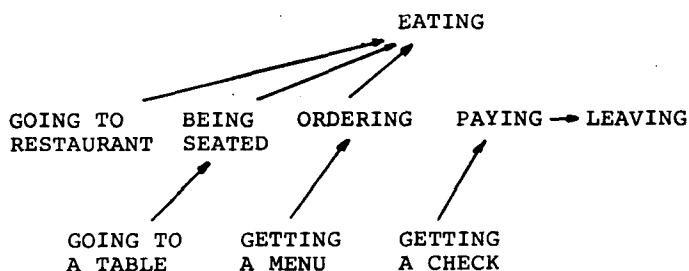 EATING
GOING TO BEING ORDERING PAYING LEAVING
RESTAURANT SEATED
GOING TO GETTING GETTING
A TABLE A MENU A CHECK